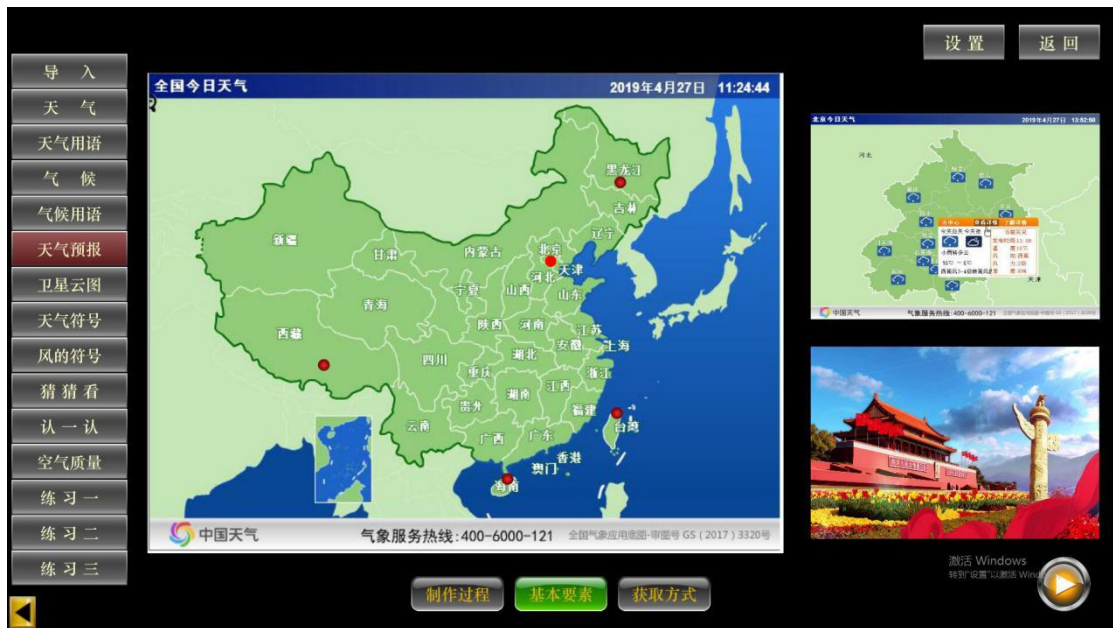 设 置
返 回
导 入
天 气
天气用语
气 候
气候用语
天气预报
卫星云图
天气符号
风的符号
猜 猜 看
认 一 认
空气质量
练 习 一
练 习 二
练 习 三
全国今日天气
2019年4月27日 11:24:44
黑龙江
吉林
辽宁
新疆
甘肃
内蒙古
北京
天津
河北
宁夏
山西
山东
青海
陕西
河南
江苏
西藏
安徽
上海
四川
湖北
重庆
浙江
湖南
江西
贵州
福建
云南
台湾
广西
广东
香港
澳门
海南
中国天气
气象服务热线:400-6000-121
全国气象应用底图-审图号 GS ( 2017 ) 3320号
北京今日天气
2019年4月27日 13:52:50
河北
天津
中国天气
气象服务热线:400-6000-121
制作过程
基本要素
获取方式
激活 Windows